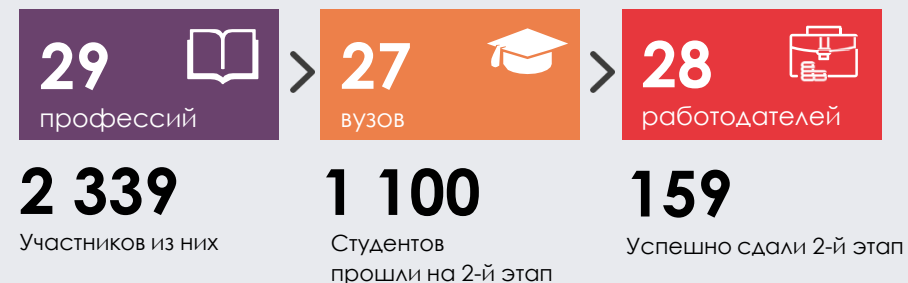 29
профессий
27
вузов
28
работодателей
2 339
Участников из них
1 100
Студентов
прошли на 2-й этап
159
Успешно сдали 2-й этап